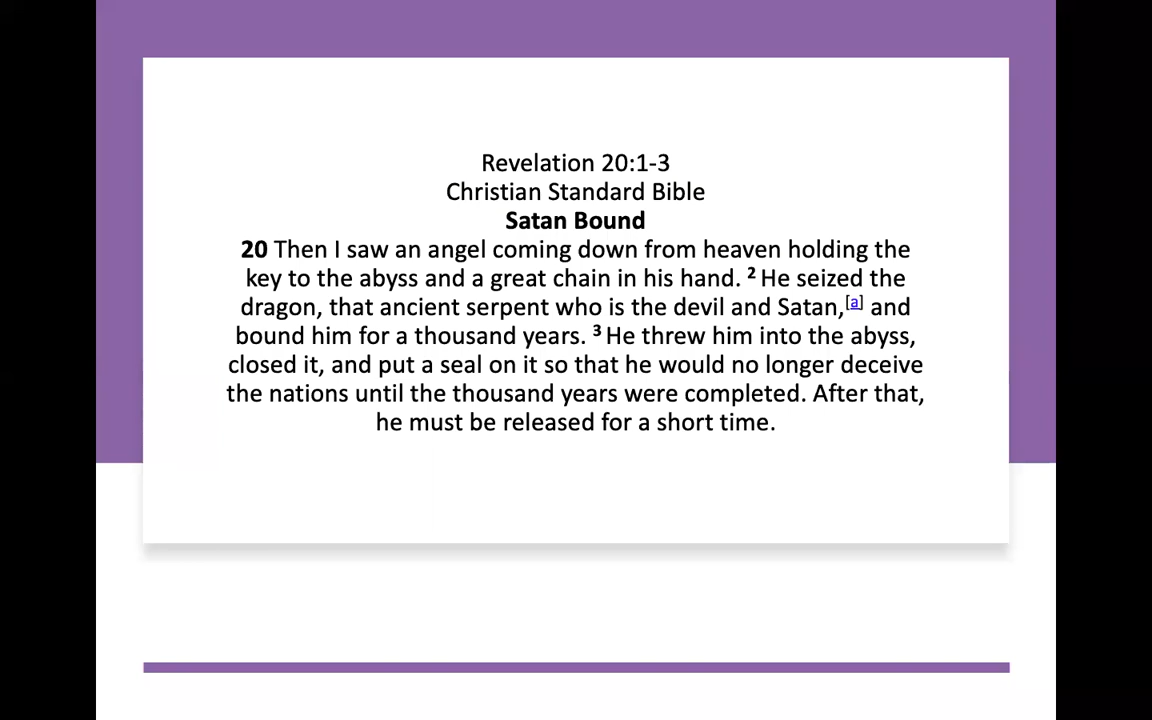 Revelation 20:1-3
Christian Standard Bible
Satan Bound
20 Then I saw an angel coming down from heaven holding the
key to the abyss and a great chain in his hand. 2 He seized the
dragon, that ancient serpent who is the devil and Satan,[a] and
bound him for a thousand years. 3 He threw him into the abyss,
closed it, and put a seal on it so that he would no longer deceive
the nations until the thousand years were completed. After that,
he must be released for a short time.